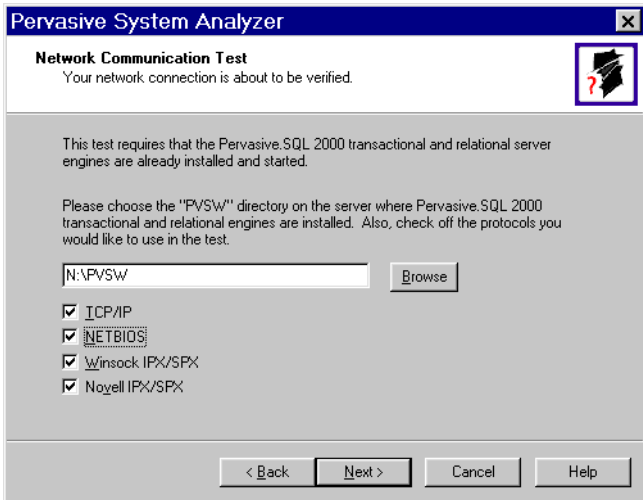 Pervasive System Analyzer
Network Communication Test
Your network connection is about to be verified.
?
This test requires that the Pervasive.SQL 2000 transactional and relational server
engines are already installed and started.
Please choose the "PVSW" directory on the server where Pervasive.SQL 2000
transactional and relational engines are installed.  Also, check off the protocols you
would like to use in the test.
N:\PVSW
Browse
TCP/IP
NETBIOS
Winsock IPX/SPX
Novell IPX/SPX
< Back
Next >
Cancel
Help